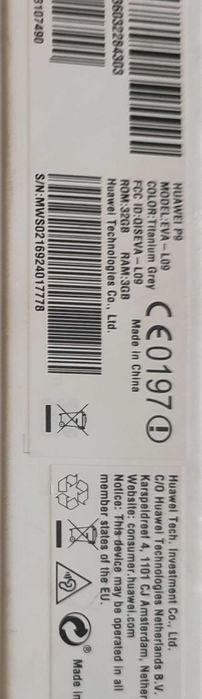 36032284303
3107490
HUAWEI P9
MODEL:EVA-L09
COLOR:Titanium Grey
FCC ID:QISEVA-L09
ROM:32GB RAM:3GB Made in China
Huawei Technologies Co., Ltd.
CE0197
S/N:MWS0216924017778
Huawei Tech. Investment Co., Ltd.
C/O Huawei Technologies Netherlands B.V.
Karspeldreef 4, 1101 CJ Amsterdam, Nethe
Website: consumer.huawei.com
Notice: This device may be operated in all
member states of the EU.
Made in